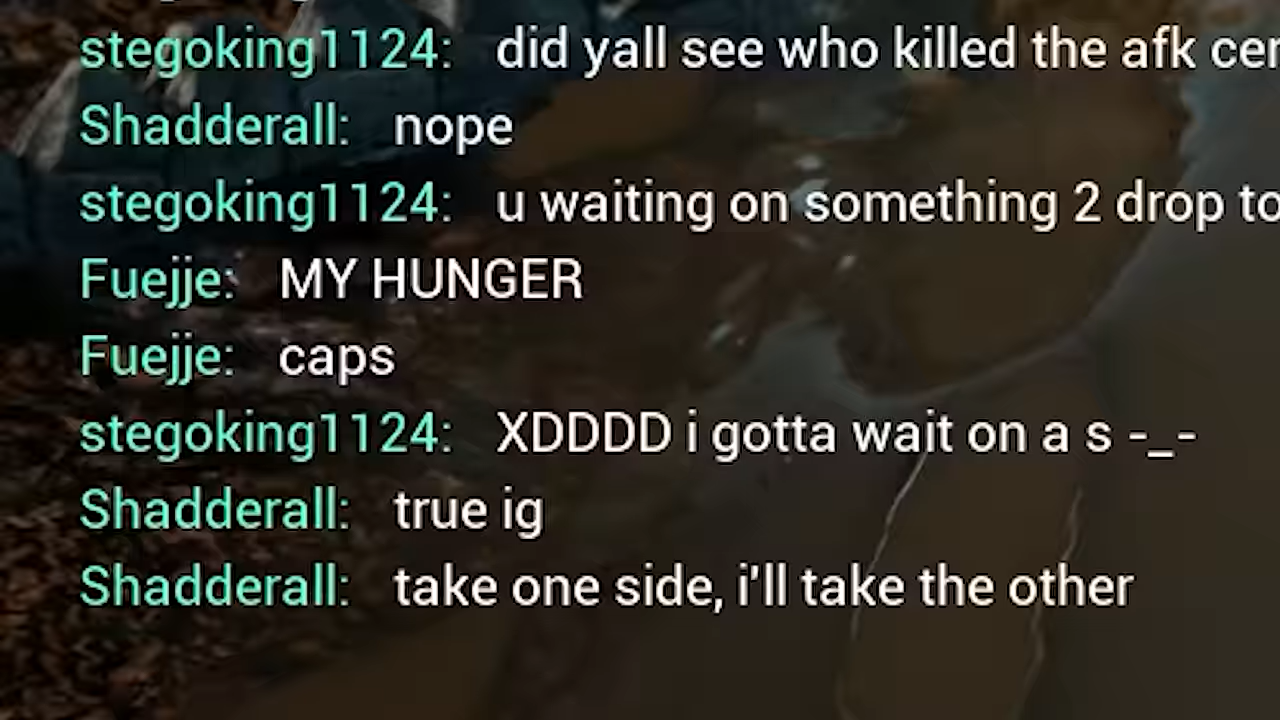 stegoking1124: did yall see who killed the afk
Shadderall: nope
stegoking1124: u waiting on something 2 drop to
Fuejje: MY HUNGER
Fuejje: caps
stegoking1124: XDDDD i gotta wait on a s -_-
Shadderall: true ig
Shadderall: take one side, i'll take the other